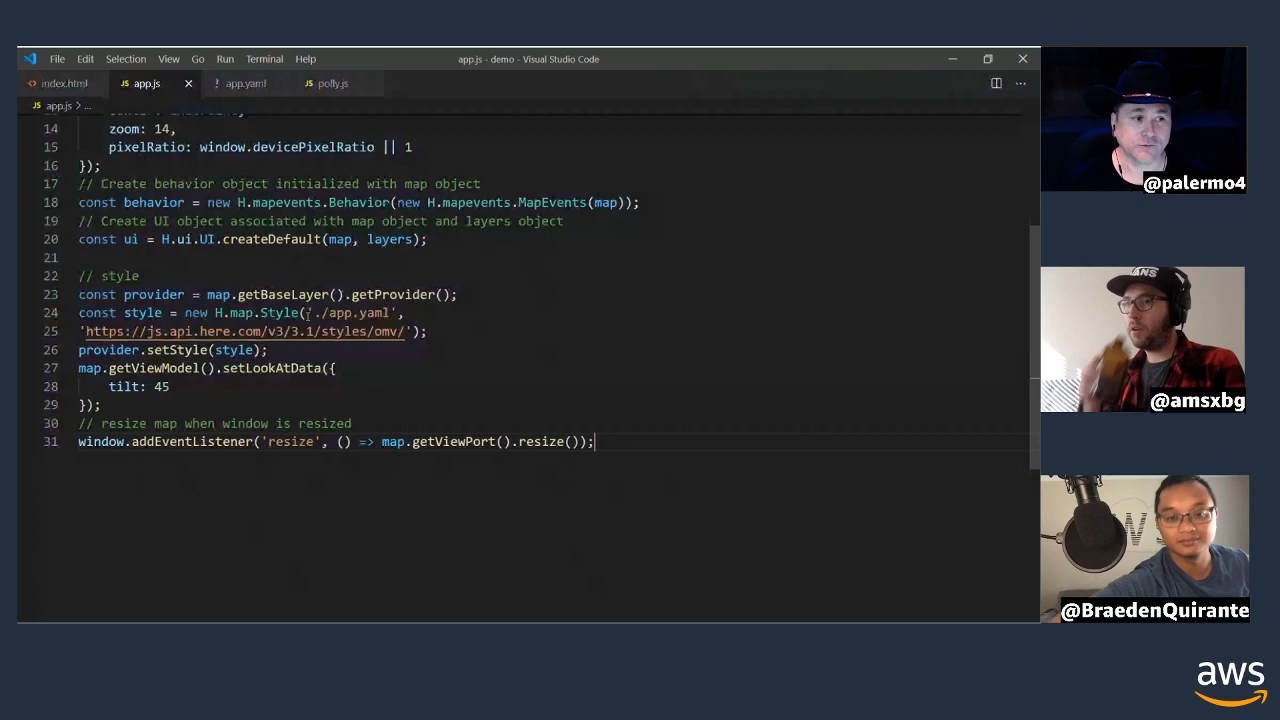 File Edit Selection View Go Run Terminal Help
app.js - demo - Visual Studio Code
index.html
JS app.js
! app.yaml
JS polly.js
JS app.js > ...
14 zoom: 14,
15 pixelRatio: window.devicePixelRatio || 1
16 });
17 // Create behavior object initialized with map object
18 const behavior = new H.mapevents.Behavior(new H.mapevents.MapEvents(map));
19 // Create UI object associated with map object and layers object
20 const ui = H.ui.UI.createDefault(map, layers);
21
22 // style
23 const provider = map.getBaseLayer().getProvider();
24 const style = new H.map.Style('./app.yaml',
25 'https://js.api.here.com/v3/3.1/styles/omv/');
26 provider.setStyle(style);
27 map.getViewModel().setLookAtData({
28 tilt: 45
29 });
30 // resize map when window is resized
31 window.addEventListener('resize', () => map.getViewPort().resize());
@palermo4
VANS
@amsxbg
@BraedenQuirante
aws